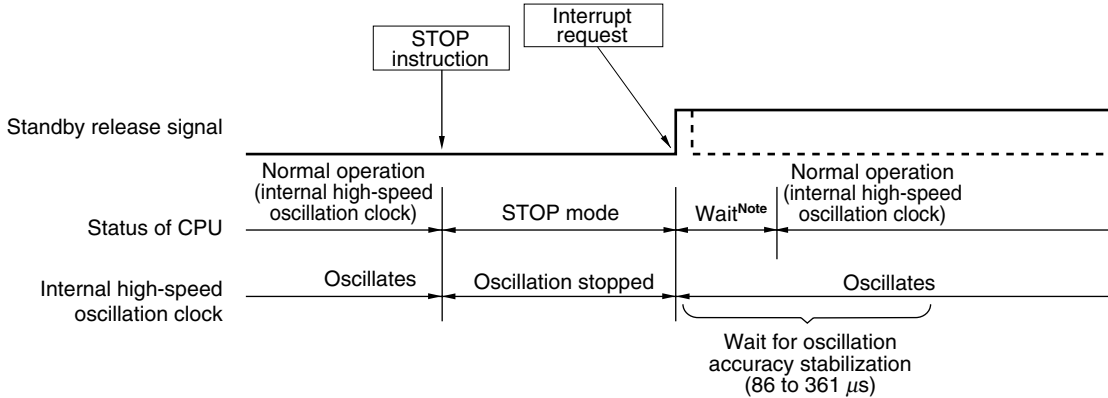 Interrupt
request
STOP
instruction
Standby release signal
Normal operation
(internal high-speed
oscillation clock)
Normal operation
(internal high-speed
oscillation clock)
Status of CPU
STOP mode
Wait^Note
Internal high-speed
oscillation clock
Oscillates
Oscillation stopped
Oscillates
Wait for oscillation
accuracy stabilization
(86 to 361 μs)